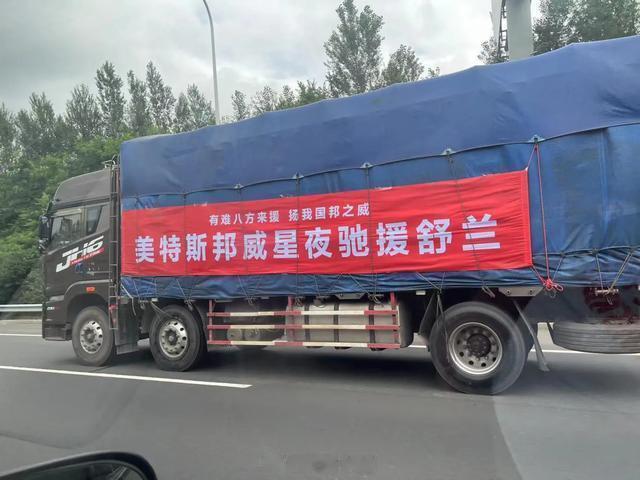 有难八方来援 扬我国邦之威
美特斯邦威星夜驰援舒兰
JH6